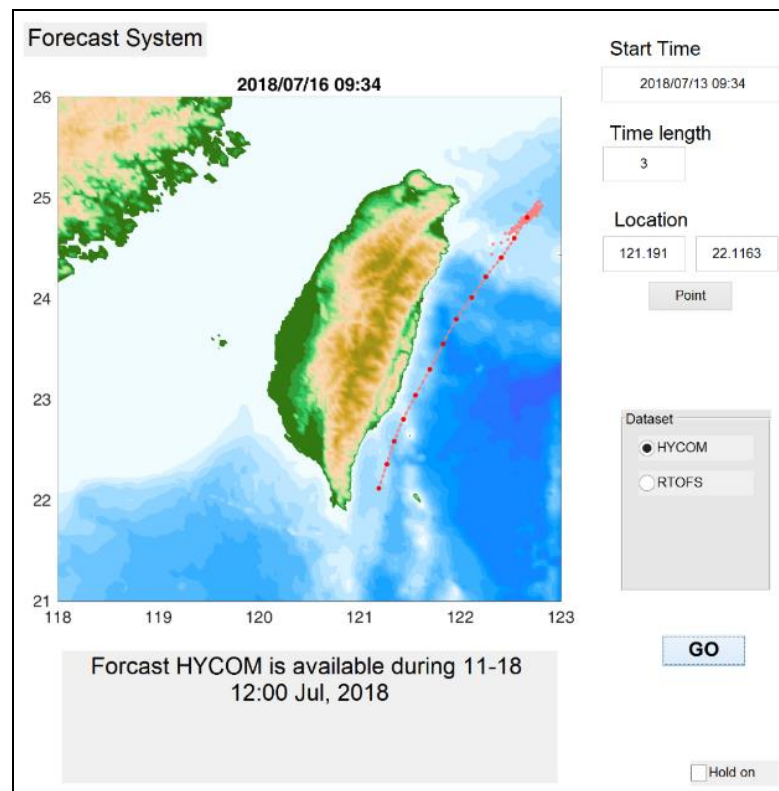 Forecast System
2018/07/16 09:34
26
25
24
23
22
21
118 119 120 121 122 123
Forcast HYCOM is available during 11-18
12:00 Jul, 2018
Start Time
2018/07/13 09:34
Time length
3
Location
121.191 22.1163
Point
Dataset
HYCOM
RTOFS
GO
Hold on